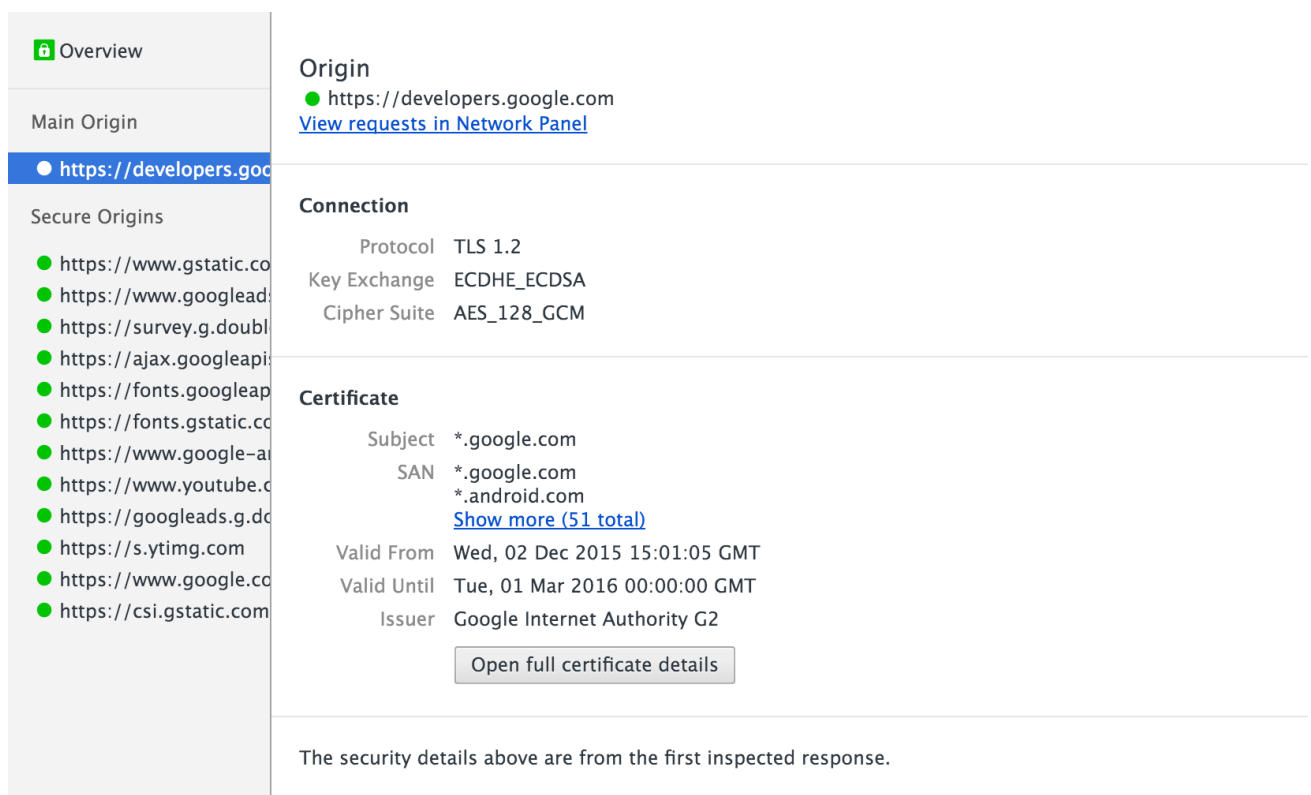 Overview
Main Origin
https://developers.goo
Secure Origins
https://www.gstatic.co
https://www.googleads
https://survey.g.doubl
https://ajax.googleapis
https://fonts.googleap
https://fonts.gstatic.co
https://www.google-an
https://www.youtube.c
https://googleads.g.do
https://s.ytimg.com
https://www.google.co
https://csi.gstatic.com
Origin
https://developers.google.com
View requests in Network Panel
Connection
Protocol TLS 1.2
Key Exchange ECDHE_ECDSA
Cipher Suite AES_128_GCM
Certificate
Subject *.google.com
SAN *.google.com
*.android.com
Show more (51 total)
Valid From Wed, 02 Dec 2015 15:01:05 GMT
Valid Until Tue, 01 Mar 2016 00:00:00 GMT
Issuer Google Internet Authority G2
Open full certificate details
The security details above are from the first inspected response.